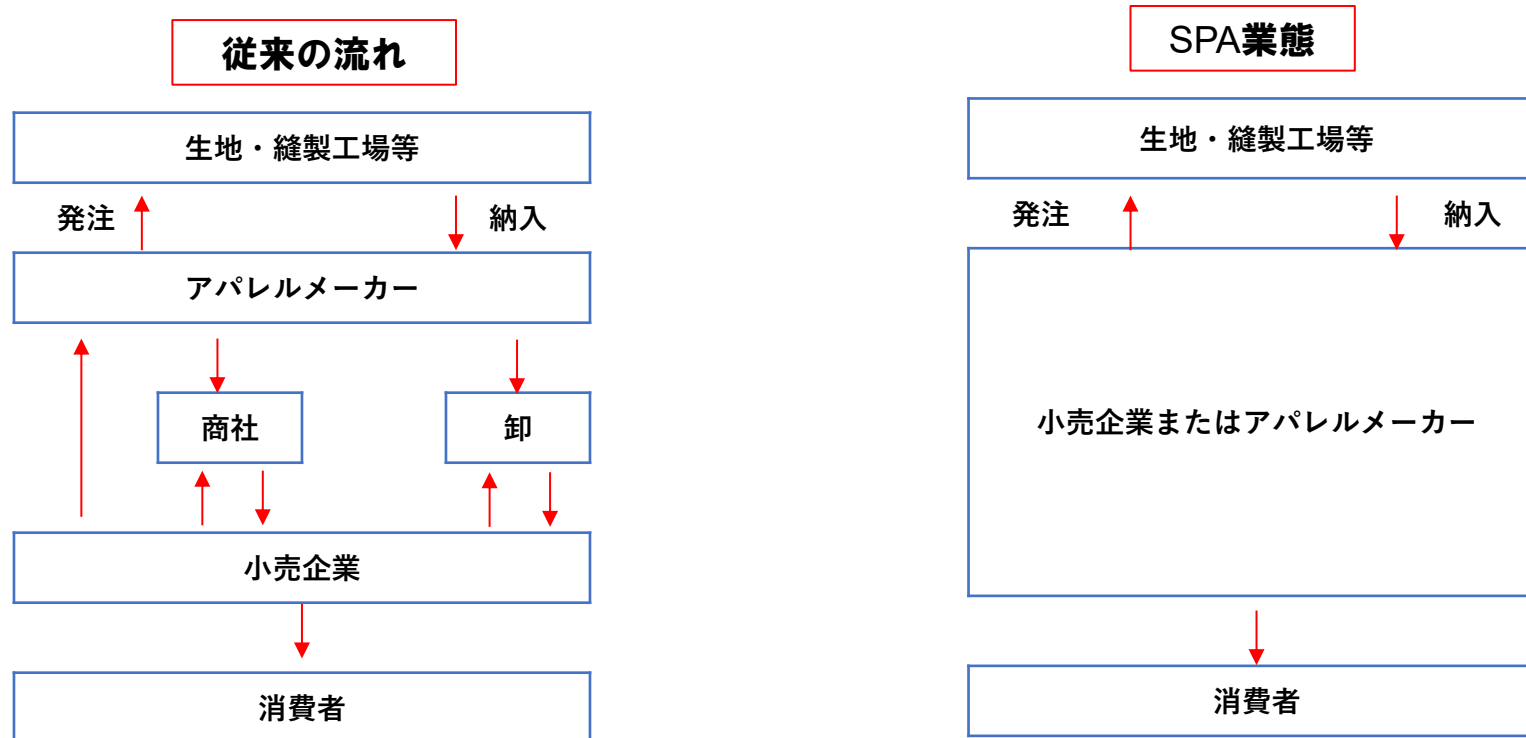 従来の流れ
生地・縫製工場等
発注
納入
アパレルメーカー
商社
卸
小売企業
消費者
SPA業態
生地・縫製工場等
発注
納入
小売企業またはアパレルメーカー
消費者